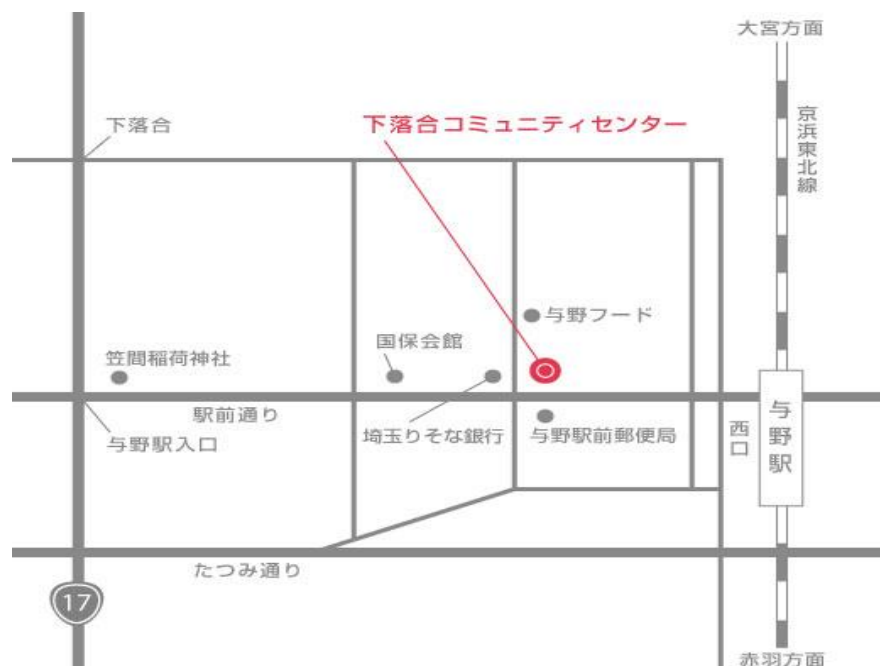 大宮方面
京浜東北線
下落合
下落合コミュニティセンター
与野フード
国保会館
笠間稲荷神社
駅前通り
与野駅入口
埼玉りそな銀行
与野駅前郵便局
西口
与野駅
たつみ通り
17
赤羽方面